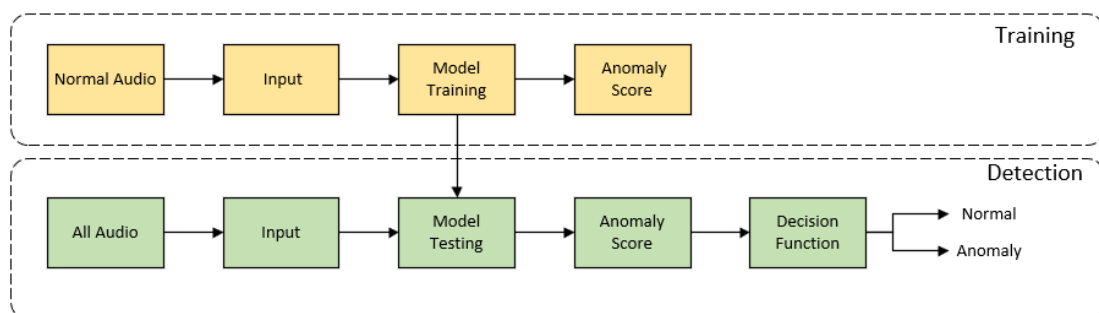 Training
Normal Audio
Input
Model
Training
Anomaly
Score
Detection
All Audio
Input
Model
Testing
Anomaly
Score
Decision
Function
Normal
Anomaly